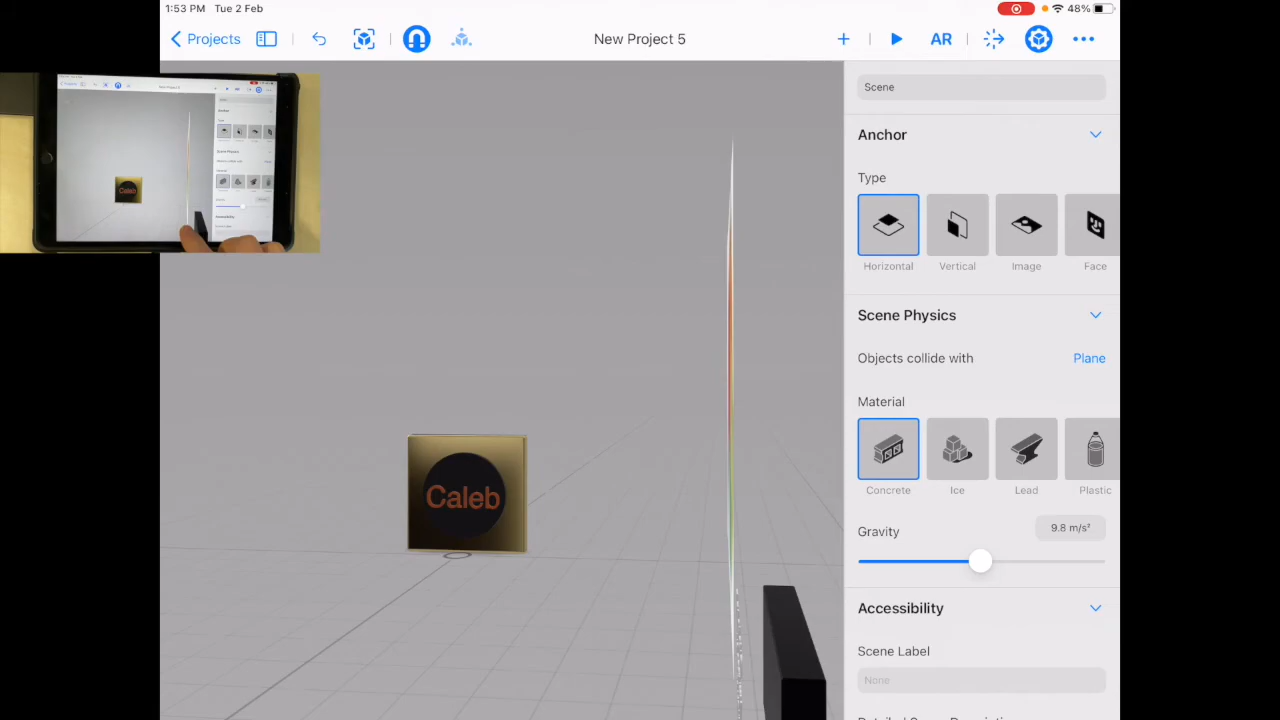 1:53 PM Tue 2 Feb
48%
Projects
New Project 5
AR
Scene
Anchor
Type
Horizontal
Vertical
Image
Face
Scene Physics
Objects collide with
Plane
Material
Concrete
Ice
Lead
Plastic
Gravity
9.8 m/s²
Accessibility
Scene Label
None
Caleb
Caleb